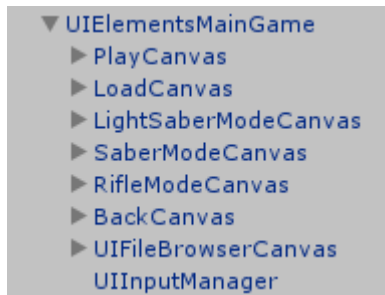 UIElementsMainGame
PlayCanvas
LoadCanvas
LightSaberModeCanvas
SaberModeCanvas
RifleModeCanvas
BackCanvas
UIFileBrowserCanvas
UIInputManager